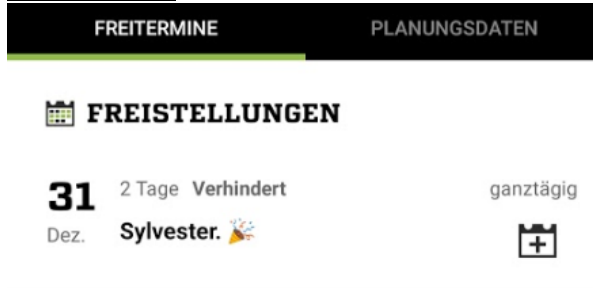 FREITERMINE PLANUNGSDATEN
FREISTELLUNGEN
31 2 Tage Verhindert ganztägig
Dez. Sylvester. 🎉